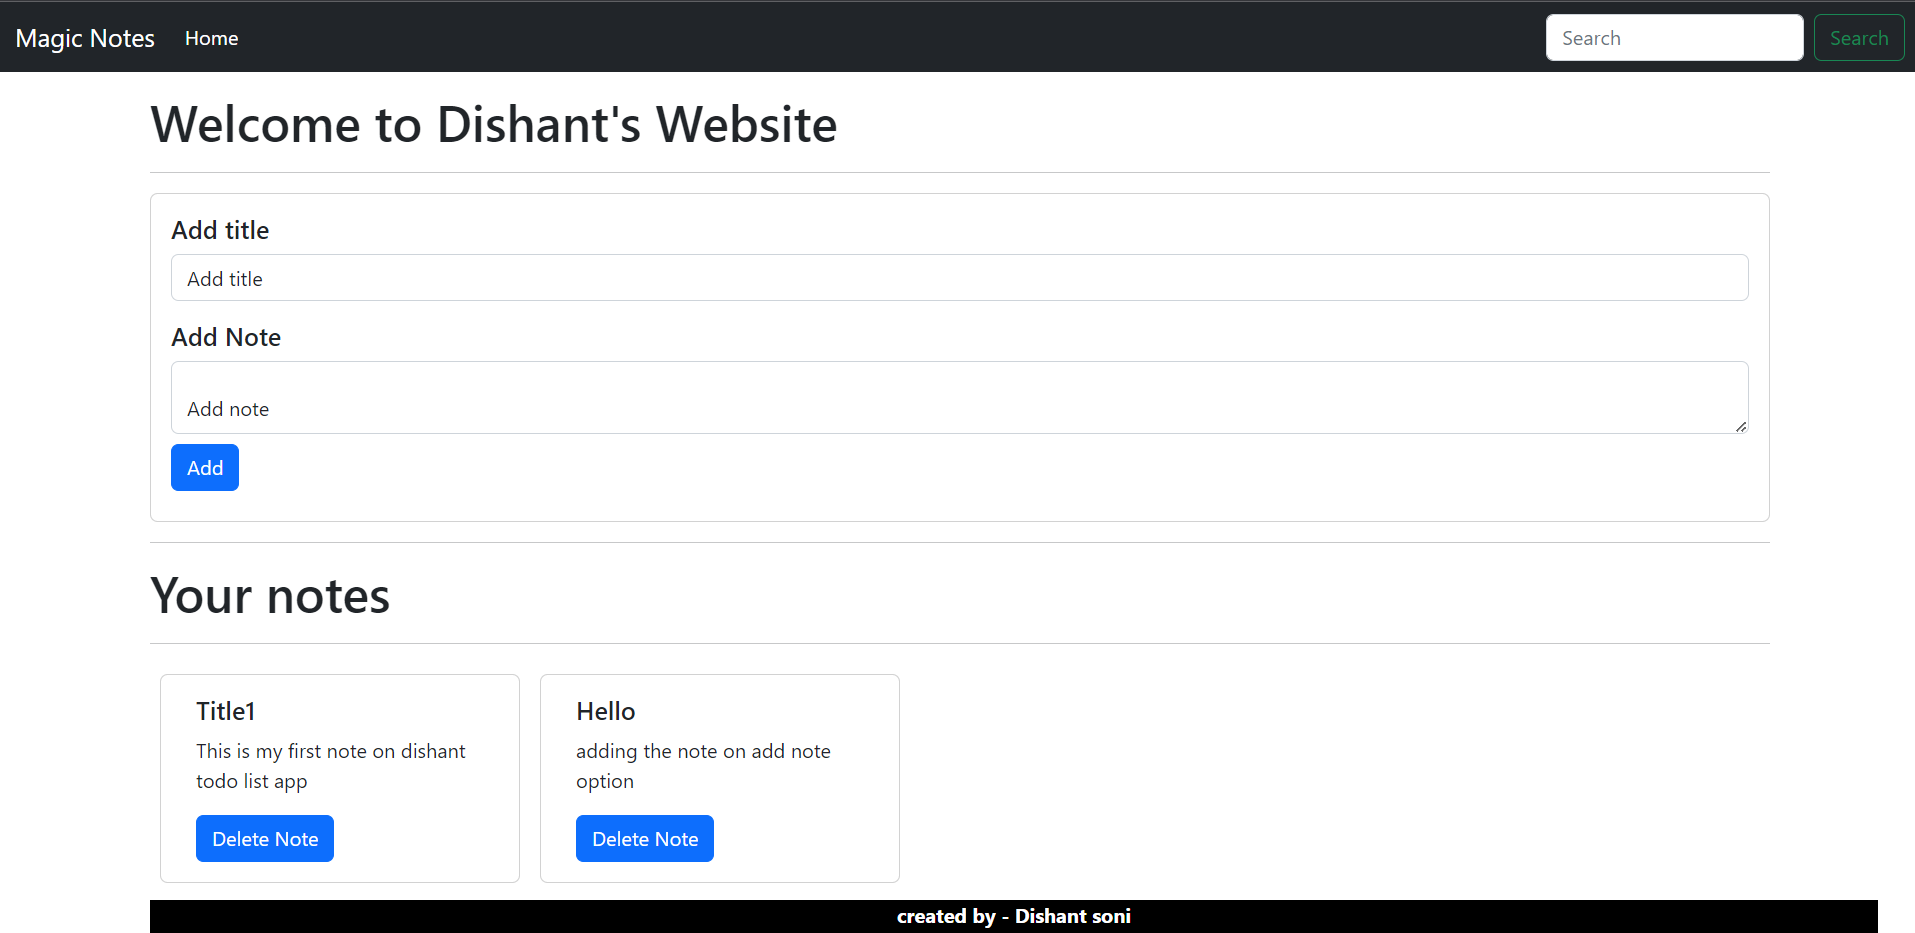 Magic Notes Home Search Search
Welcome to Dishant's Website
Add title
Add title
Add Note
Add note
Add
Your notes
Title1
This is my first note on dishant
todo list app
Delete Note
Hello
adding the note on add note
option
Delete Note
created by - Dishant soni